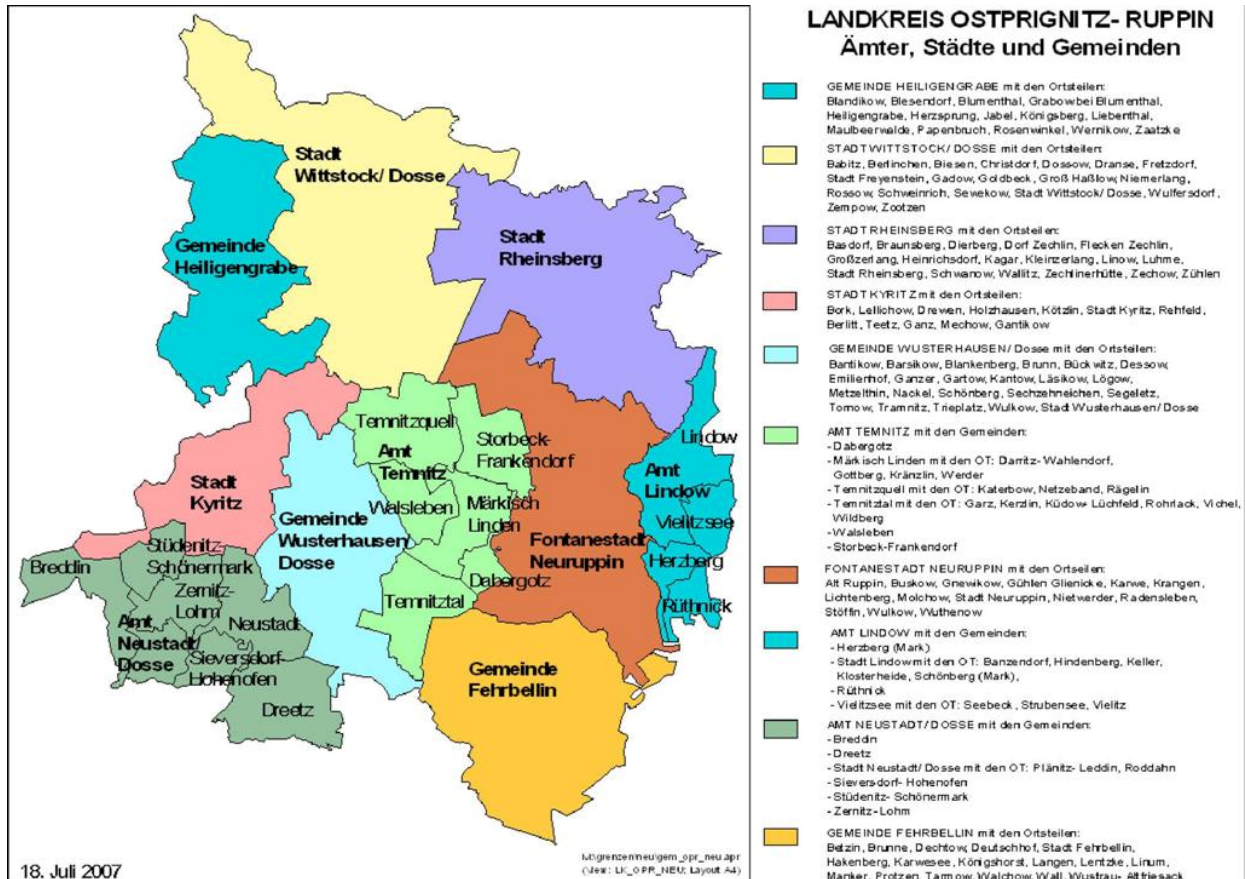 LANDKREIS OSTPRIGNITZ- RUPPIN
Ämter, Städte und Gemeinden
GEMEINDE HEILIGENGRABE mit den Ortsteilen:
Blandikow, Blesendorf, Blumenthal, Grabow bei Blumenthal,
Heiligengrabe, Herzsprung, Jabel, Königsberg, Liebenthal,
Maulbeerwalde, Papenbruch, Rosenwinkel, Wernikow, Zaatzke
STADT WITTSTOCK/ DOSSE mit den Ortsteilen:
Babitz, Berlinchen, Biesen, Christdorf, Dossow, Dranse, Fretzdorf,
Stadt Freyenstein, Gadow, Goldbeck, Groß Haßlow, Niemerlang,
Rossow, Schweinrich, Sewekow, Stadt Wittstock/ Dosse, Wulfersdorf,
Zempow, Zootzen
STADT RHEINSBERG mit den Ortsteilen:
Basdorf, Braunsberg, Dierberg, Dorf Zechlin, Flecken Zechlin,
Großzerlang, Heinrichsdorf, Kagar, Kleinzerlang, Linow, Luhme,
Stadt Rheinsberg, Schwanow, Wallitz, Zechlinerhütte, Zechow, Zühlen
STADT KYRITZ mit den Ortsteilen:
Bork, Lellichow, Drewen, Holzhausen, Kötzlin, Stadt Kyritz, Rehfeld,
Berlitt, Teetz, Ganz, Mechow, Gantikow
GEMEINDE WUSTERHAUSEN/ Dosse mit den Ortsteilen:
Bantikow, Barsikow, Blankenberg, Brunn, Bückwitz, Dessow,
Emilienhof, Ganzer, Gartow, Kantow, Läsikow, Lögow,
Metzelthin, Nackel, Schönberg, Sechzehneichen, Segeletz,
Tornow, Tramnitz, Trieplatz, Wulkow, Stadt Wusterhausen/ Dosse
AMT TEMNITZ mit den Gemeinden:
- Dabergotz
- Märkisch Linden mit den OT: Darritz- Wahlendorf,
Gottberg, Kränzlin, Werder
- Temnitzquell mit den OT: Katerbow, Netzeband, Rägelin
- Temnitztal mit den OT: Garz, Kerzlin, Küdow- Lüchfeld, Rohrlack, Vichel,
Wildberg
- Walsleben
- Storbeck-Frankendorf
FONTANESTADT NEURUPPIN mit den Ortseilen:
Alt Ruppin, Buskow, Gnewikow, Gühlen Glienicke, Karwe, Krangen,
Lichtenberg, Molchow, Stadt Neuruppin, Nietwerder, Radensleben,
Stöffin, Wulkow, Wuthenow
AMT LINDOW mit den Gemeinden:
- Herzberg (Mark)
- Stadt Lindow mit den OT: Banzendorf, Hindenberg, Keller,
Klosterheide, Schönberg (Mark),
- Rüthnick
- Vielitzsee mit den OT: Seebeck, Strubensee, Vielitz
AMT NEUSTADT/ DOSSE mit den Gemeinden:
- Breddin
- Dreetz
- Stadt Neustadt/ Dosse mit den OT: Plänitz- Leddin, Roddahn
- Sieversdorf- Hohenofen
- Stüdenitz- Schönermark
- Zernitz-Lohm
GEMEINDE FEHRBELLIN mit den Ortsteilen:
Betzin, Brunne, Dechtow, Deutschhof, Stadt Fehrbellin,
Hakenberg, Karwesee, Königshorst, Langen, Lentzke, Linum,
Manker, Protzen, Tarmow, Walchow, Wall, Wustrau- Altfriesack
Stadt
Wittstock/ Dosse
Gemeinde
Heiligengrabe
Stadt
Rheinsberg
Temnitzquell
Storbeck-
Frankendorf
Amt
Temnitz
Walsleben
Märkisch
Linden
Dabergotz
Temnitztal
Lindow
Amt
Lindow
Vielitzsee
Herzberg
Rüthnick
Stadt
Kyritz
Gemeinde
Wusterhausen/
Dosse
Fontanestadt
Neuruppin
Breddin
Stüdenitz-
Schönermark
Zernitz-
Lohm
Neustadt
Amt
Neustadt/
Dosse
Sieversdorf-
Hohenofen
Dreetz
Gemeinde
Fehrbellin
18. Juli 2007
(View: LK_OPR_NEU; Layout A4)